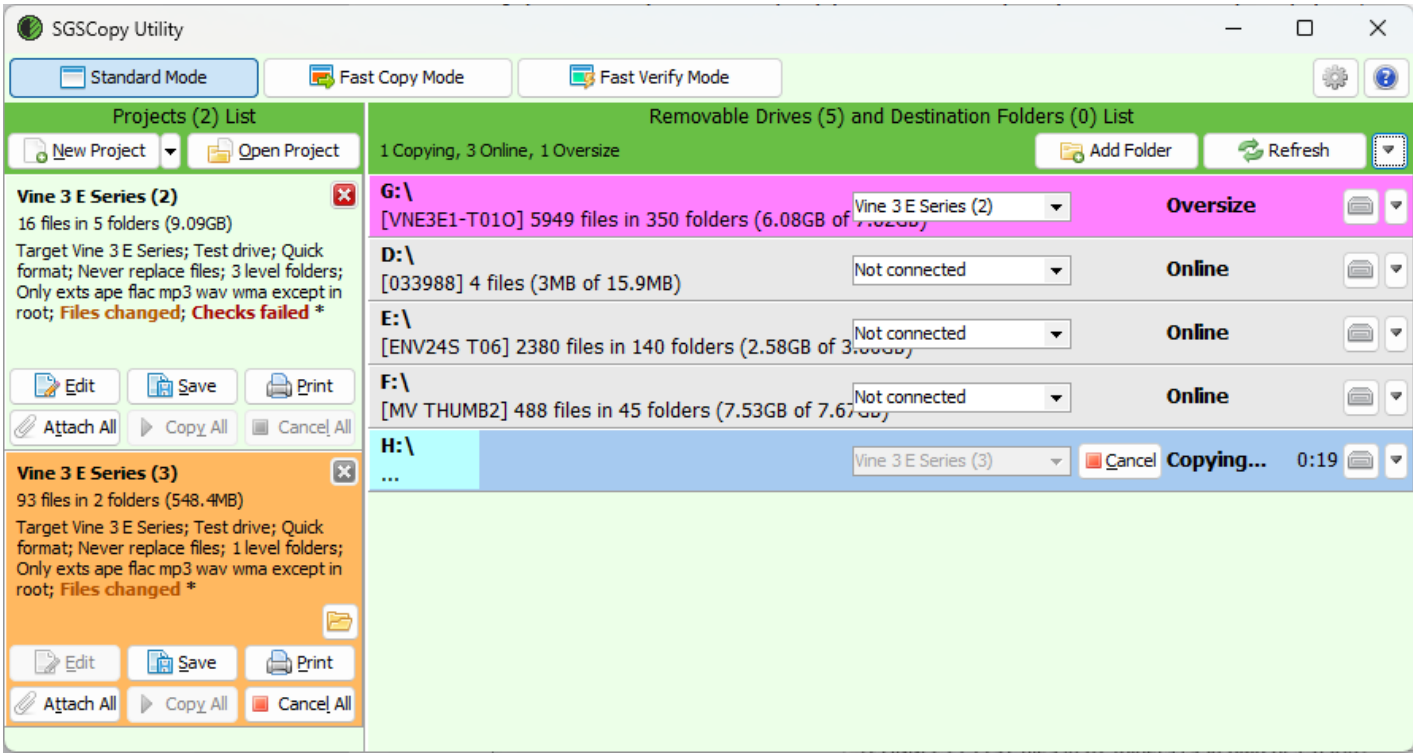 SGSCopy Utility
Standard Mode
Fast Copy Mode
Fast Verify Mode
Projects (2) List
New Project
Open Project
Vine 3 E Series (2)
16 files in 5 folders (9.09GB)
Target Vine 3 E Series; Test drive; Quick
format; Never replace files; 3 level folders;
Only exts ape flac mp3 wav wma except in
root; Files changed; Checks failed *
Edit
Save
Print
Attach All
Copy All
Cancel All
Vine 3 E Series (3)
93 files in 2 folders (548.4MB)
Target Vine 3 E Series; Test drive; Quick
format; Never replace files; 1 level folders;
Only exts ape flac mp3 wav wma except in
root; Files changed *
Edit
Save
Print
Attach All
Copy All
Cancel All
Removable Drives (5) and Destination Folders (0) List
1 Copying, 3 Online, 1 Oversize
Add Folder
Refresh
G:\
[VNE3E1-T01O] 5949 files in 350 folders (6.08GB of
Vine 3 E Series (2)
Oversize
D:\
[033988] 4 files (3MB of 15.9MB)
Not connected
Online
E:\
[ENV24S T06] 2380 files in 140 folders (2.58GB of
Not connected
Online
F:\
[MV THUMB2] 488 files in 45 folders (7.53GB of 7.67GB)
Not connected
Online
H:\
...
Vine 3 E Series (3)
Cancel
Copying...
0:19